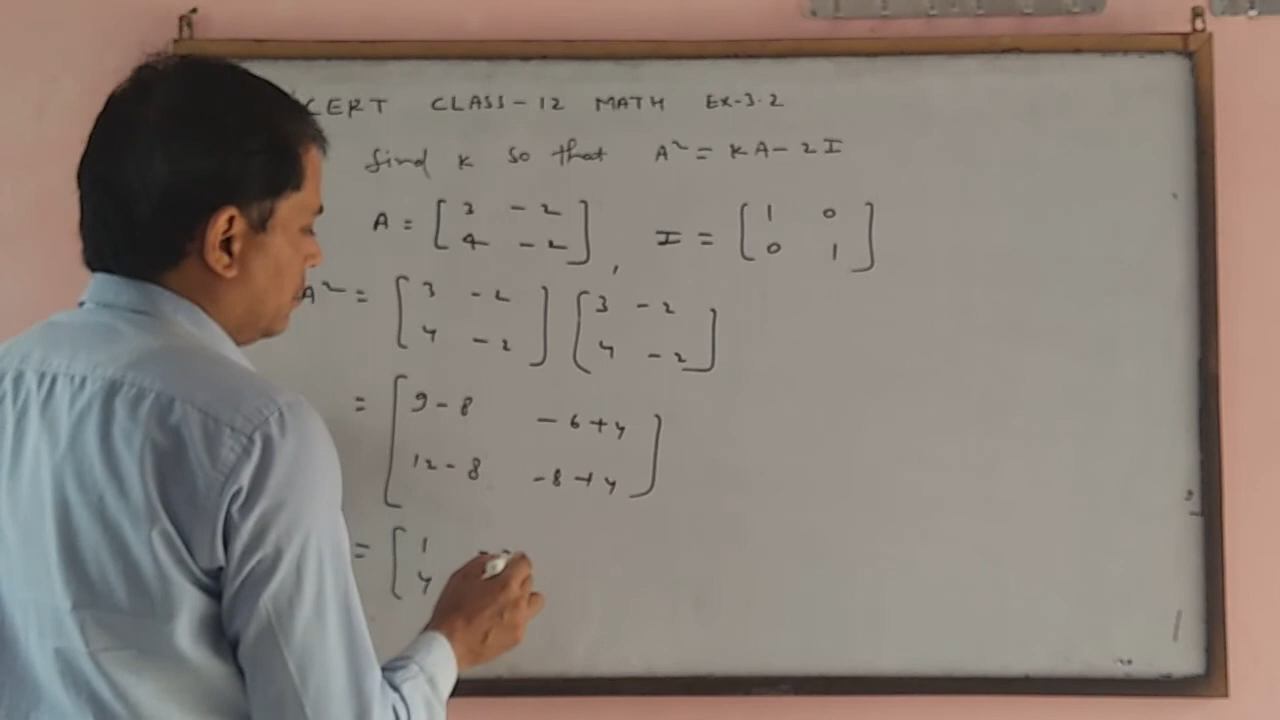 CERT CLASS-12 MATH EX-3.2
find K so that A² = KA-2I
A = [3 -2
4 -2], I = [1 0
0 1]
A² = [3 -2
4 -2] [3 -2
4 -2]
= [9-8 -6+4
12-8 -8+4]
= [1
4